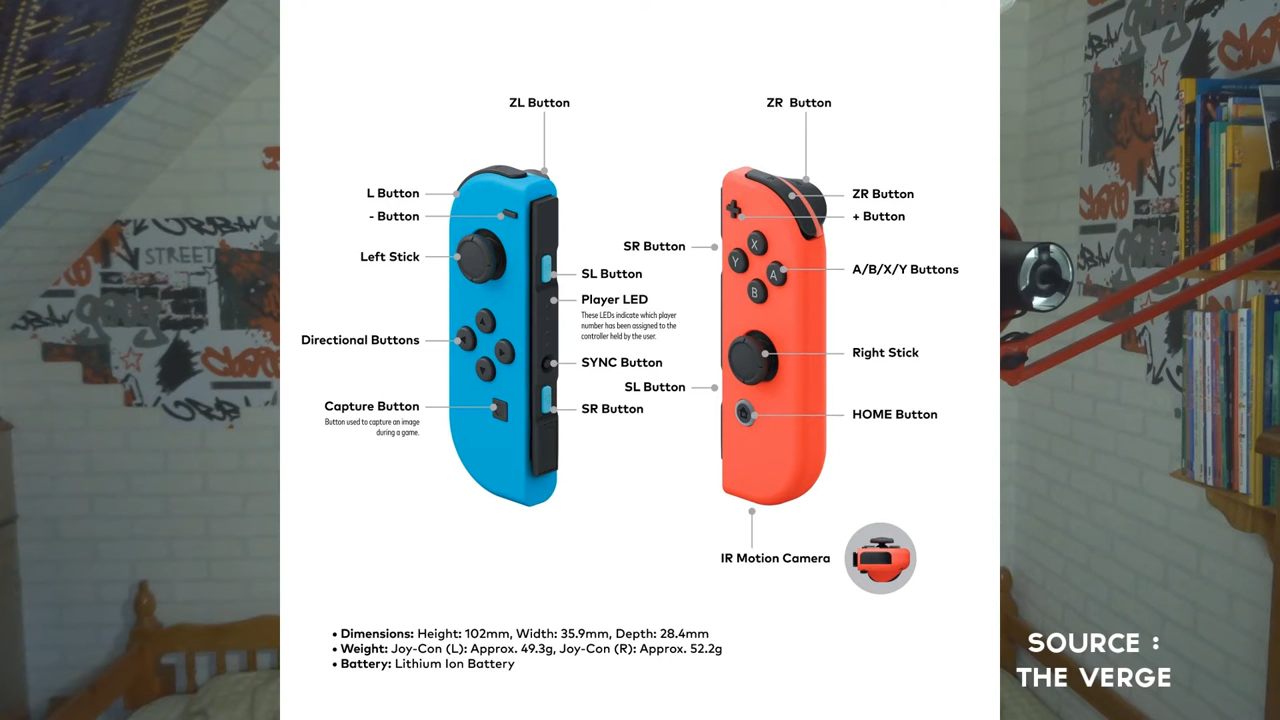 ZL Button
ZR  Button
L Button
- Button
Left Stick
Directional Buttons
Capture Button
Button used to capture an image
during a game.
SL Button
Player LED
These LEDs indicate which player
number has been assigned to the
controller held by the user.
SYNC Button
SR Button
SR Button
SL Button
ZR Button
+ Button
X
Y
A
B
A/B/X/Y Buttons
Right Stick
HOME Button
IR Motion Camera
• Dimensions: Height: 102mm, Width: 35.9mm, Depth: 28.4mm
• Weight: Joy-Con (L): Approx. 49.3g, Joy-Con (R): Approx. 52.2g
• Battery: Lithium Ion Battery
SOURCE :
THE VERGE
STREET